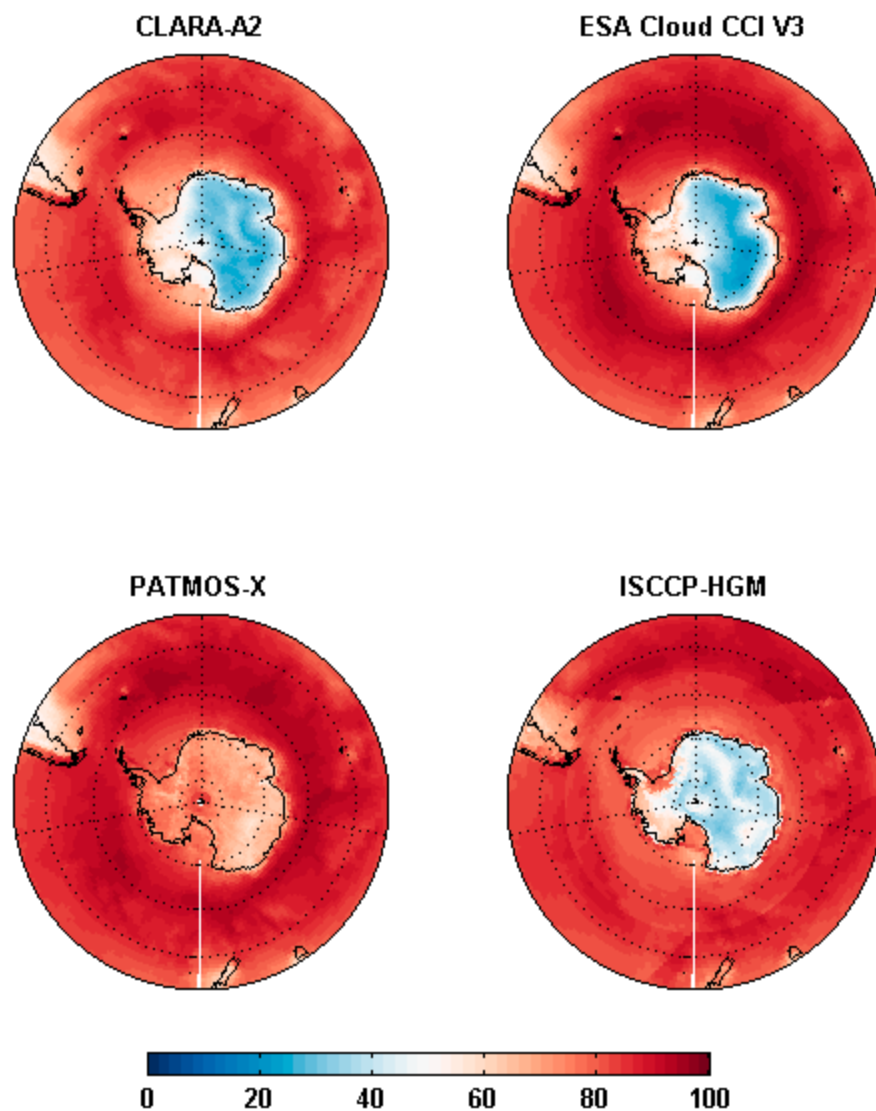 CLARA-A2
ESA Cloud CCI V3
PATMOS-X
ISCCP-HGM
0 20 40 60 80 100